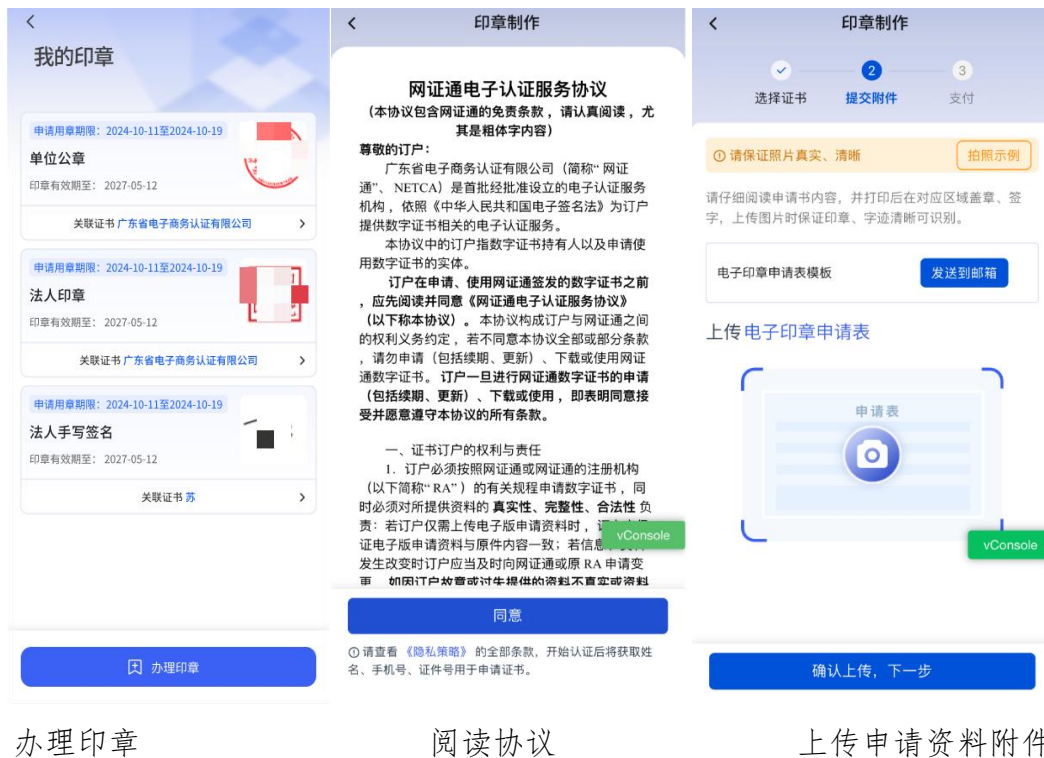 我的印章
申请用章期限：2024-10-11至2024-10-19
单位公章
印章有效期至： 2027-05-12
关联证书 广东省电子商务认证有限公司
申请用章期限：2024-10-11至2024-10-19
法人印章
印章有效期至： 2027-05-12
关联证书 广东省电子商务认证有限公司
申请用章期限：2024-10-11至2024-10-19
法人手写签名
印章有效期至： 2027-05-12
关联证书 苏
办理印章
印章制作
网证通电子认证服务协议
（本协议包含网证通的免责条款，请认真阅读，尤
其是粗体字内容）
尊敬的订户：
广东省电子商务认证有限公司（简称“网证
通”、 NETCA）是首批经批准设立的电子认证服务
机构，依照《中华人民共和国电子签名法》为订户
提供数字证书相关的电子认证服务。
本协议中的订户指数字证书持有人以及申请使
用数字证书的实体。
订户在申请、使用网证通签发的数字证书之前
，应先阅读并同意《网证通电子认证服务协议》
（以下称本协议）。本协议构成订户与网证通之间
的权利义务约定，若不同意本协议全部或部分条款
，请勿申请（包括续期、更新）、下载或使用网证
通数字证书。订户一旦进行网证通数字证书的申请
（包括续期、更新）、下载或使用，即表明同意接
受并愿意遵守本协议的所有条款。
一、证书订户的权利与责任
1. 订户必须按照网证通或网证通的注册机构
（以下简称“RA”）的有关规程申请数字证书，同
时必须对所提供资料的 真实性、完整性、合法性 负
责：若订户仅需上传电子版申请资料时，
证电子版申请资料与原件内容一致；若信息
发生改变时订户应当及时向网证通或原 RA 申请变
更。如因订户故意或过失提供的资料不真实或资料
vConsole
同意
请查看 《隐私策略》 的全部条款，开始认证后将获取姓
名、手机号、证件号用于申请证书。
印章制作
2 3
选择证书 提交附件 支付
请保证照片真实、清晰 拍照示例
请仔细阅读申请书内容，并打印后在对应区域盖章、签
字，上传图片时保证印章、字迹清晰可识别。
电子印章申请表模板 发送到邮箱
上传电子印章申请表
申请表
vConsole
确认上传，下一步
办理印章 阅读协议 上传申请资料附件